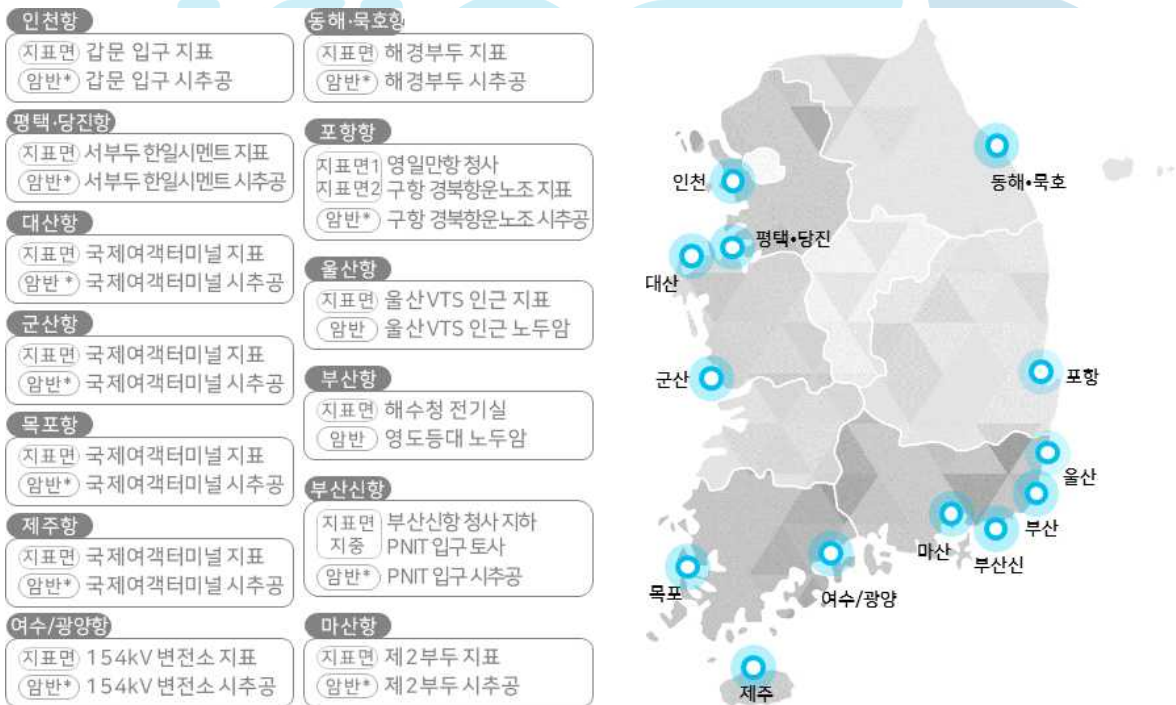 인천항
지표면 갑문 입구 지표
암반* 갑문 입구 시추공
평택·당진항
지표면 서부두 한일시멘트 지표
암반* 서부두 한일시멘트 시추공
대산항
지표면 국제여객터미널 지표
암반* 국제여객터미널 시추공
군산항
지표면 국제여객터미널 지표
암반* 국제여객터미널 시추공
목포항
지표면 국제여객터미널 지표
암반* 국제여객터미널 시추공
제주항
지표면 국제여객터미널 지표
암반* 국제여객터미널 시추공
여수/광양항
지표면 154kV 변전소 지표
암반* 154kV 변전소 시추공
동해·묵호항
지표면 해경부두 지표
암반* 해경부두 시추공
포항항
지표면1 영일만항 청사
지표면2 구항 경북항운노조 지표
암반* 구항 경북항운노조 시추공
울산항
지표면 울산VTS 인근 지표
암반 울산VTS 인근 노두암
부산항
지표면 해수청 전기실
암반 영도등대 노두암
부산신항
지표면 부산신항 청사 지하
지중 PNIT 입구 토사
암반* PNIT 입구 시추공
마산항
지표면 제2부두 지표
암반* 제2부두 시추공
인천
동해•묵호
평택•당진
대산
군산
포항
울산
부산
마산
부산신
목포
여수/광양
제주